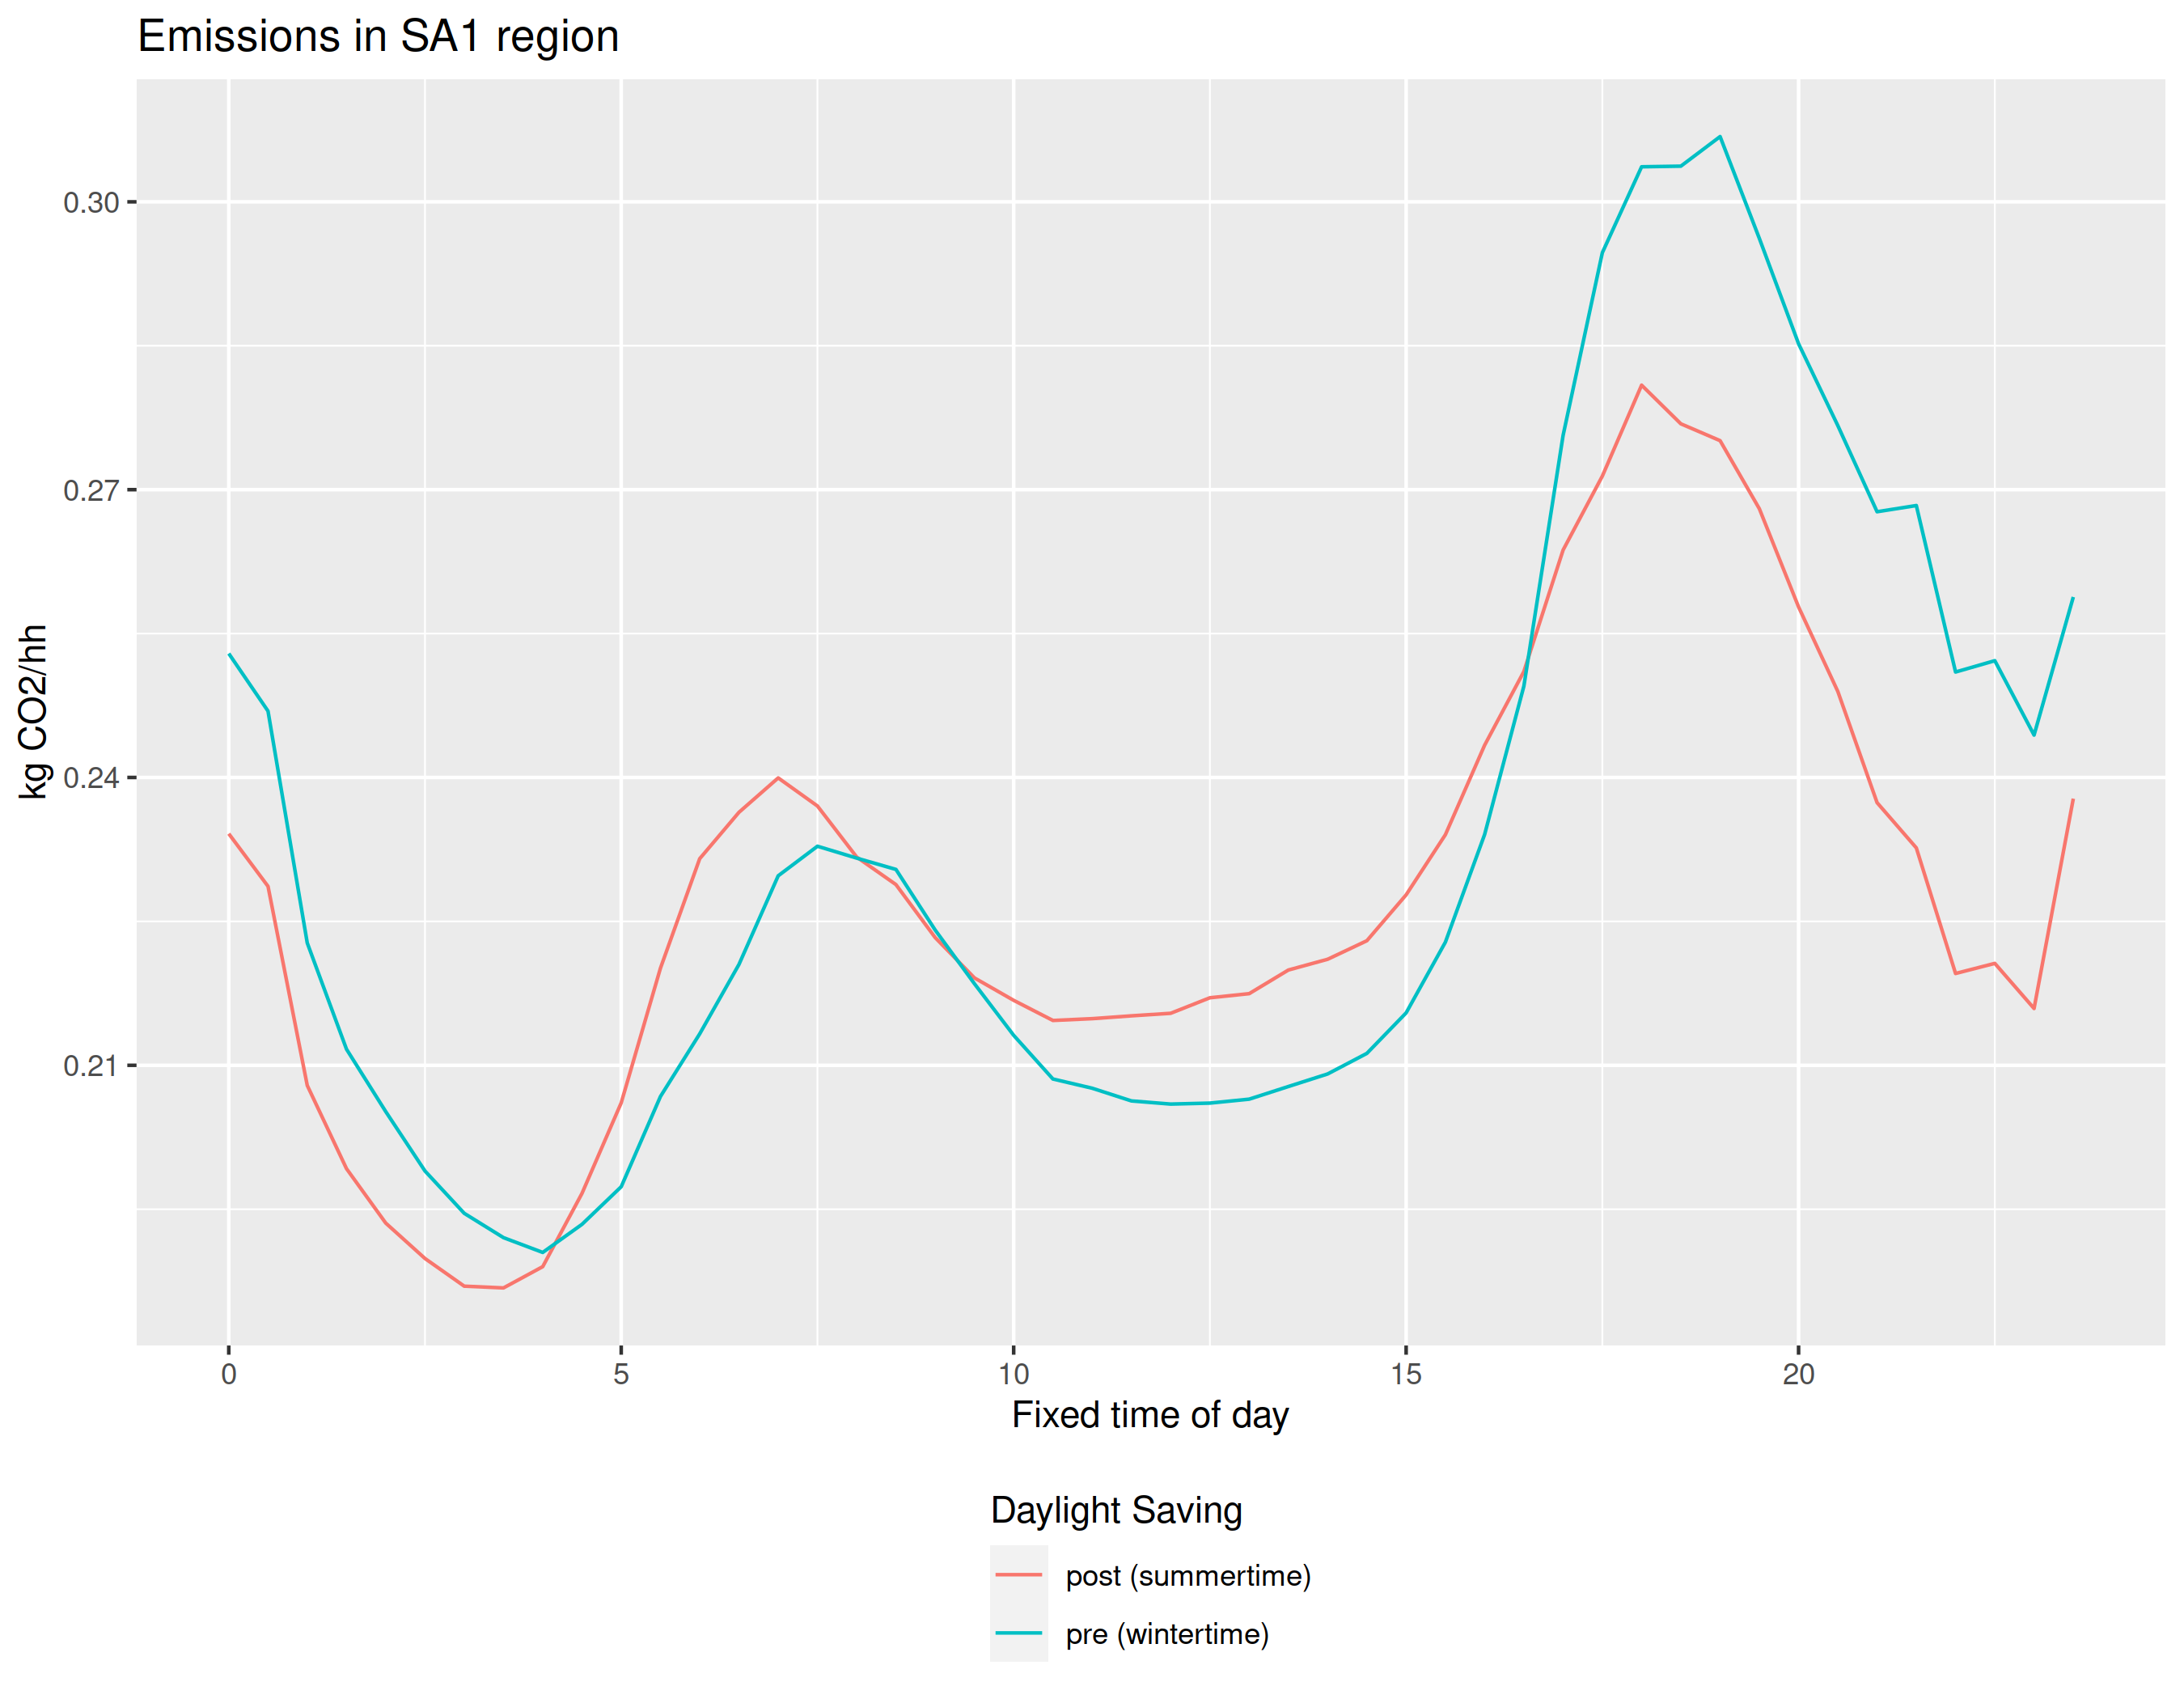 Emissions in SA1 region
kg CO2/hh
0.30
0.27
0.24
0.21
0 5 10 15 20
Fixed time of day
Daylight Saving
post (summertime)
pre (wintertime)